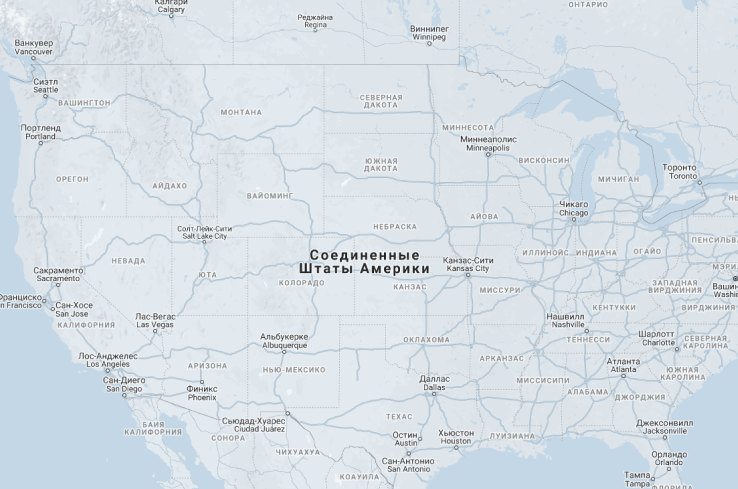 Калгари
Calgary
Реджайна
Regina
Виннипег
Winnipeg
ОНТАРИО
Ванкувер
Vancouver
Сиэтл
Seattle
ВАШИНГТОН
МОНТАНА
СЕВЕРНАЯ
ДАКОТА
Портленд
Portland
МИННЕСОТА
Миннеаполис
Minneapolis
ВИСКОНСИН
ЮЖНАЯ
ДАКОТА
МИЧИГАН
Торонто
Toronto
ОРЕГОН
АЙДАХО
ВАЙОМИНГ
Чикаго
Chicago
АЙОВА
НЕБРАСКА
Солт-Лейк-Сити
Salt Lake City
ПЕНСИЛЬВА
НЕВАДА
ЮТА
Соединенные
Штаты Америки
КОЛОРАДО
Канзас-Сити
Kansas City
КАНЗАС
МИССУРИ
ИЛЛИНОЙС
ИНДИАНА
ОГАЙО
МЭРИ
Сакраменто
Sacramento
Франциско
n Francisco
Сан-Хосе
San Jose
КАЛИФОРНИЯ
ЗАПАДНАЯ
ВИРДЖИНИЯ
Вашин
Washin
КЕНТУККИ
ВИРДЖИНИЯ
Лас-Вегас
Las Vegas
Альбукерке
Albuquerque
Нашвилл
Nashville
ТЕННЕССИ
Шарлотт
Charlotte
СЕВЕРНАЯ
КАРОЛИНА
ОКЛАХОМА
АРКАНЗАС
Лос-Анджелес
Los Angeles
АРИЗОНА
НЬЮ-МЕКСИКО
Атланта
Atlanta
ЮЖНАЯ
КАРОЛИНА
Сан-Диего
San Diego
Финикс
Phoenix
Даллас
Dallas
МИССИСИПИ
АЛАБАМА
ДЖОРДЖИЯ
Сьюдад-Хуарес
Ciudad Juárez
ТЕХАС
БАЙЯ
КАЛИФОРНИЯ
СОНОРА
Остин
Austin
Хьюстон
Houston
ЛУИЗИАНА
Джексонвилл
Jacksonville
ЧИХУАХУА
Сан-Антонио
San Antonio
Орландо
Orlando
КОАУИЛА
Тампа
Tampa